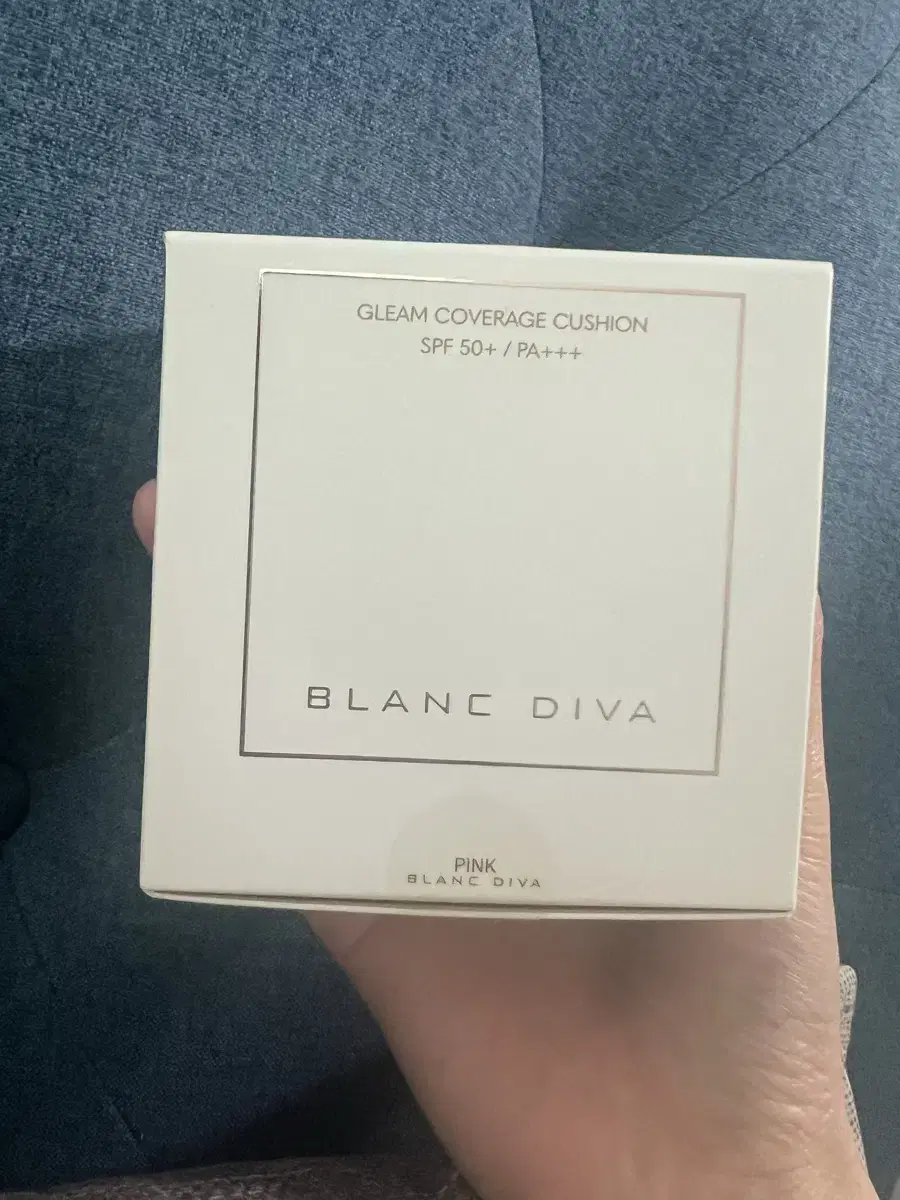 GLEAM COVERAGE CUSHION
SPF 50+ / PA+++
BLANC DIVA
PiNK
BLANC DIVA